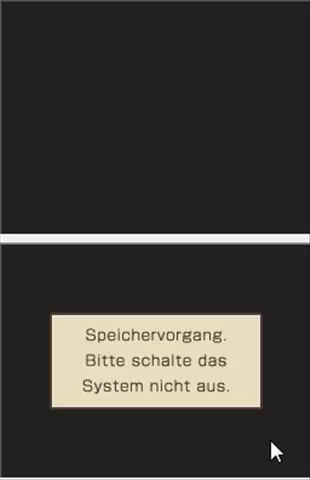 Speichervorgang.
Bitte schalte das
System nicht aus.